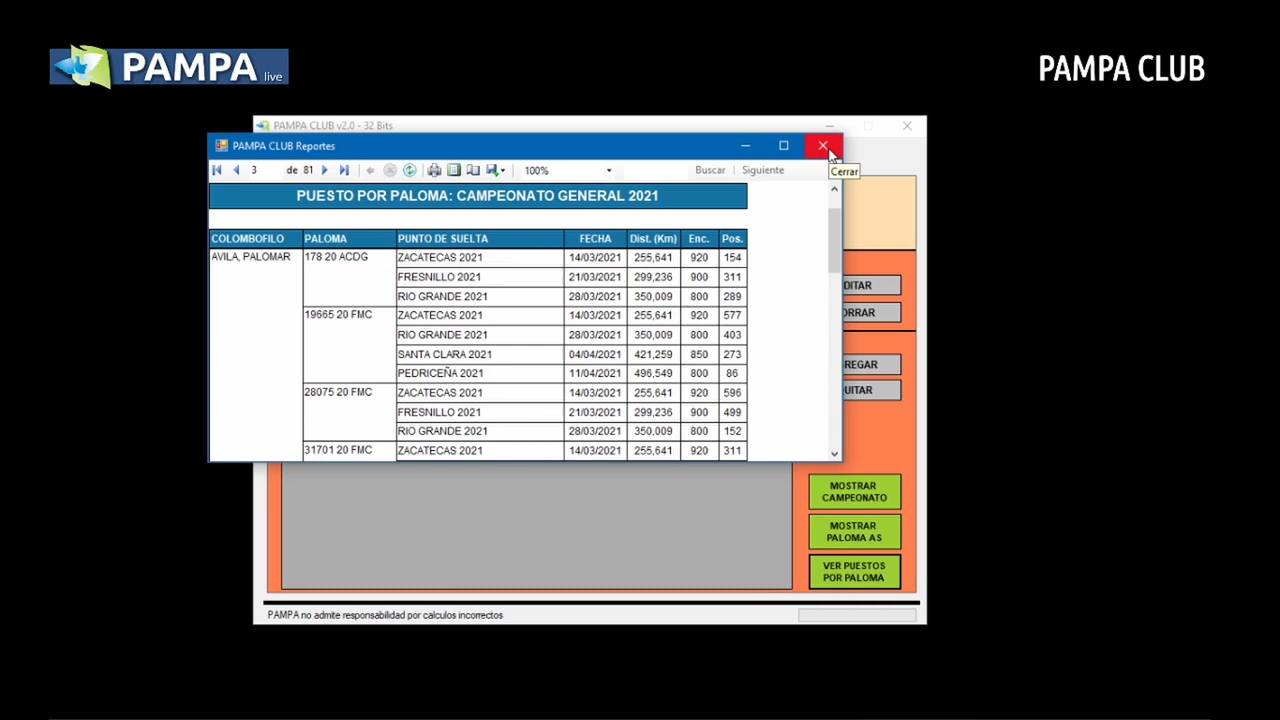 PAMPA live
PAMPA CLUB
PAMPA CLUB v2.0 - 32 Bits
PAMPA CLUB Reportes
3 de 81 100% Buscar | Siguiente
Cerrar
PUESTO POR PALOMA: CAMPEONATO GENERAL 2021
COLOMBOFILO PALOMA PUNTO DE SUELTA FECHA Dist. (Km) Enc. Pos.
AVILA, PALOMAR 178 20 ACDG ZACATECAS 2021 14/03/2021 255,641 920 154
FRESNILLO 2021 21/03/2021 299,236 900 311
RIO GRANDE 2021 28/03/2021 350,009 800 289
19665 20 FMC ZACATECAS 2021 14/03/2021 255,641 920 577
RIO GRANDE 2021 28/03/2021 350,009 800 403
SANTA CLARA 2021 04/04/2021 421,259 850 273
PEDRICEÑA 2021 11/04/2021 496,549 800 86
28075 20 FMC ZACATECAS 2021 14/03/2021 255,641 920 596
FRESNILLO 2021 21/03/2021 299,236 900 499
RIO GRANDE 2021 28/03/2021 350,009 800 152
31701 20 FMC ZACATECAS 2021 14/03/2021 255,641 920 311
DITAR
ORRAR
REGAR
UITAR
MOSTRAR
CAMPEONATO
MOSTRAR
PALOMA AS
VER PUESTOS
POR PALOMA
PAMPA no admite responsabilidad por calculos incorrectos